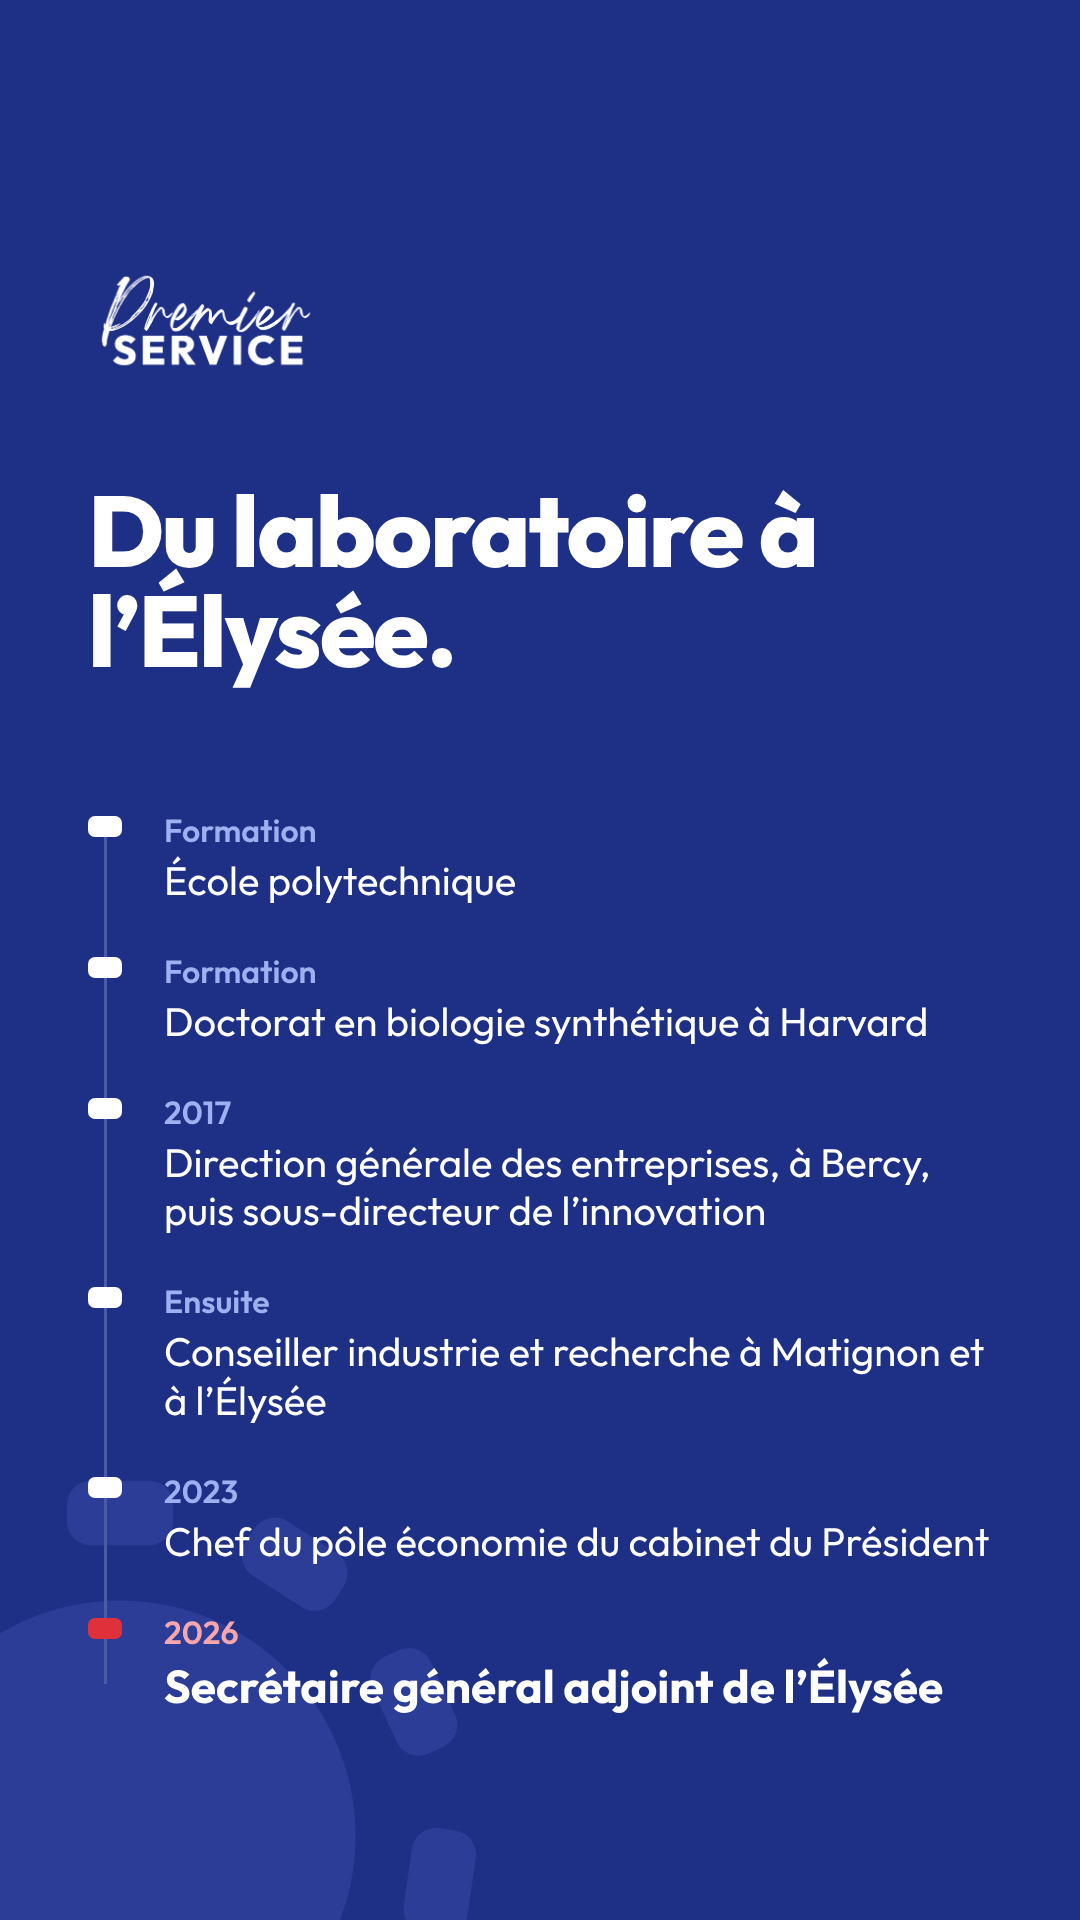 Premier
SERVICE
Du laboratoire à
l’Élysée.
Formation
École polytechnique
Formation
Doctorat en biologie synthétique à Harvard
2017
Direction générale des entreprises, à Bercy,
puis sous-directeur de l’innovation
Ensuite
Conseiller industrie et recherche à Matignon et
à l’Élysée
2023
Chef du pôle économie du cabinet du Président
2026
Secrétaire général adjoint de l’Élysée